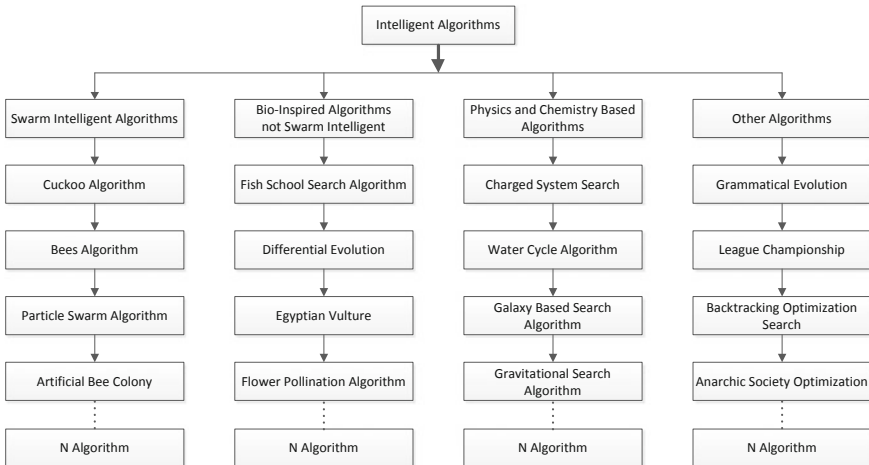 Intelligent Algorithms
Swarm Intelligent Algorithms
Cuckoo Algorithm
Bees Algorithm
Particle Swarm Algorithm
Artificial Bee Colony
N Algorithm
Bio-Inspired Algorithms
not Swarm Intelligent
Fish School Search Algorithm
Differential Evolution
Egyptian Vulture
Flower Pollination Algorithm
N Algorithm
Physics and Chemistry Based
Algorithms
Charged System Search
Water Cycle Algorithm
Galaxy Based Search
Algorithm
Gravitational Search
Algorithm
N Algorithm
Other Algorithms
Grammatical Evolution
League Championship
Backtracking Optimization
Search
Anarchic Society Optimization
N Algorithm